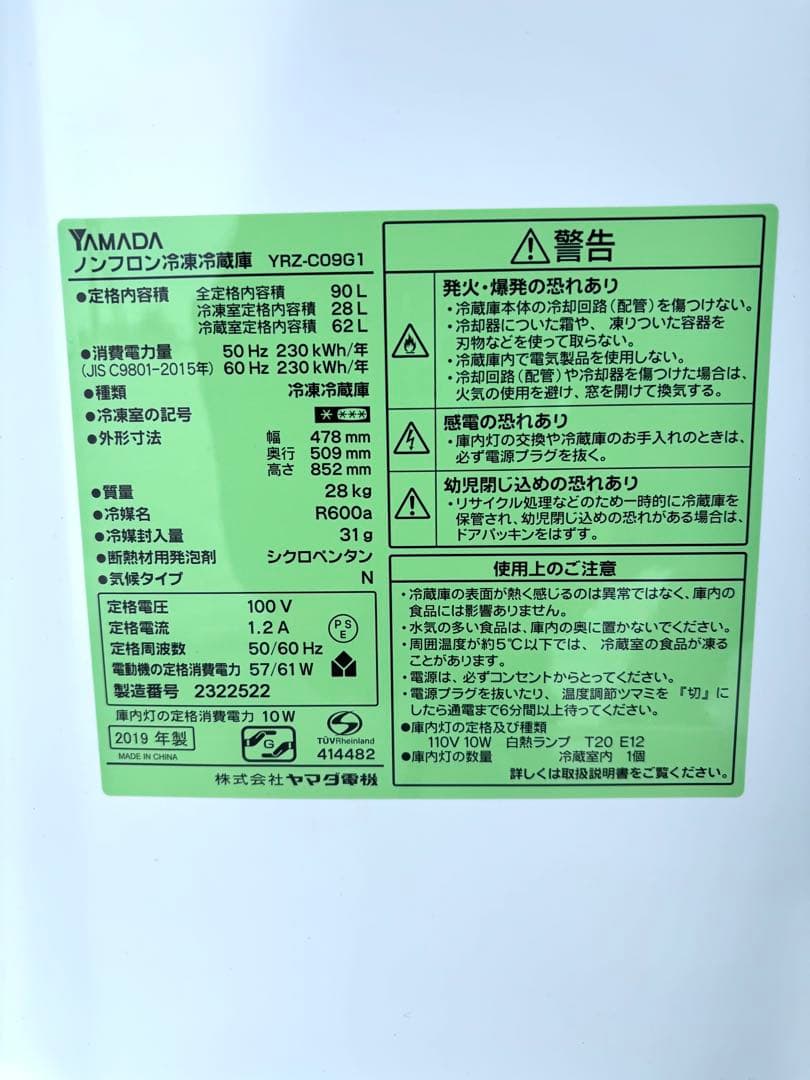 YAMADA
ノンフロン冷凍冷蔵庫 YRZ-C09G1
●定格内容積 全定格内容積 90 L
冷凍室定格内容積 28 L
冷蔵室定格内容積 62 L
●消費電力量 50 Hz 230 kWh/年
(JIS C9801-2015年) 60 Hz 230 kWh/年
●種類 冷凍冷蔵庫
●冷凍室の記号
●外形寸法 幅 478 mm
奥行 509 mm
高さ 852 mm
●質量 28 kg
●冷媒名 R600a
●冷媒封入量 31 g
●断熱材用発泡剤 シクロペンタン
●気候タイプ N
定格電圧 100 V
定格電流 1.2 A
定格周波数 50/60 Hz
電動機の定格消費電力 57/61 W
製造番号 2322522
PS
E
庫内灯の定格消費電力 10 W
2019 年製
MADE IN CHINA
G
TÜVRheinland
414482
株式会社 ヤマダ電機
警告
発火・爆発の恐れあり
・冷蔵庫本体の冷却回路(配管)を傷つけない。
・冷却器についた霜や、凍りついた容器を
刃物などを使って取らない。
・冷蔵庫内で電気製品を使用しない。
・冷却回路(配管)や冷却器を傷つけた場合は、
火気の使用を避け、窓を開けて換気する。
感電の恐れあり
・庫内灯の交換や冷蔵庫のお手入れのときは、
必ず電源プラグを抜く。
幼児閉じ込めの恐れあり
・リサイクル処理などのため一時的に冷蔵庫を
保管され、幼児閉じ込めの恐れがある場合は、
ドアパッキンをはずす。
使用上のご注意
・冷蔵庫の表面が熱く感じるのは異常ではなく、庫内の
食品には影響ありません。
・水気の多い食品は、庫内の奥に置かないでください。
・周囲温度が約5℃以下では、冷蔵室の食品が凍る
ことがあります。
・電源は、必ずコンセントからとってください。
・電源プラグを抜いたり、温度調節ツマミを『切』に
したら通電まで6分間以上待ってください。
●庫内灯の定格及び種類
110V 10W 白熱ランプ T20 E12
●庫内灯の数量 冷蔵室内 1個
詳しくは取扱説明書をご覧ください。